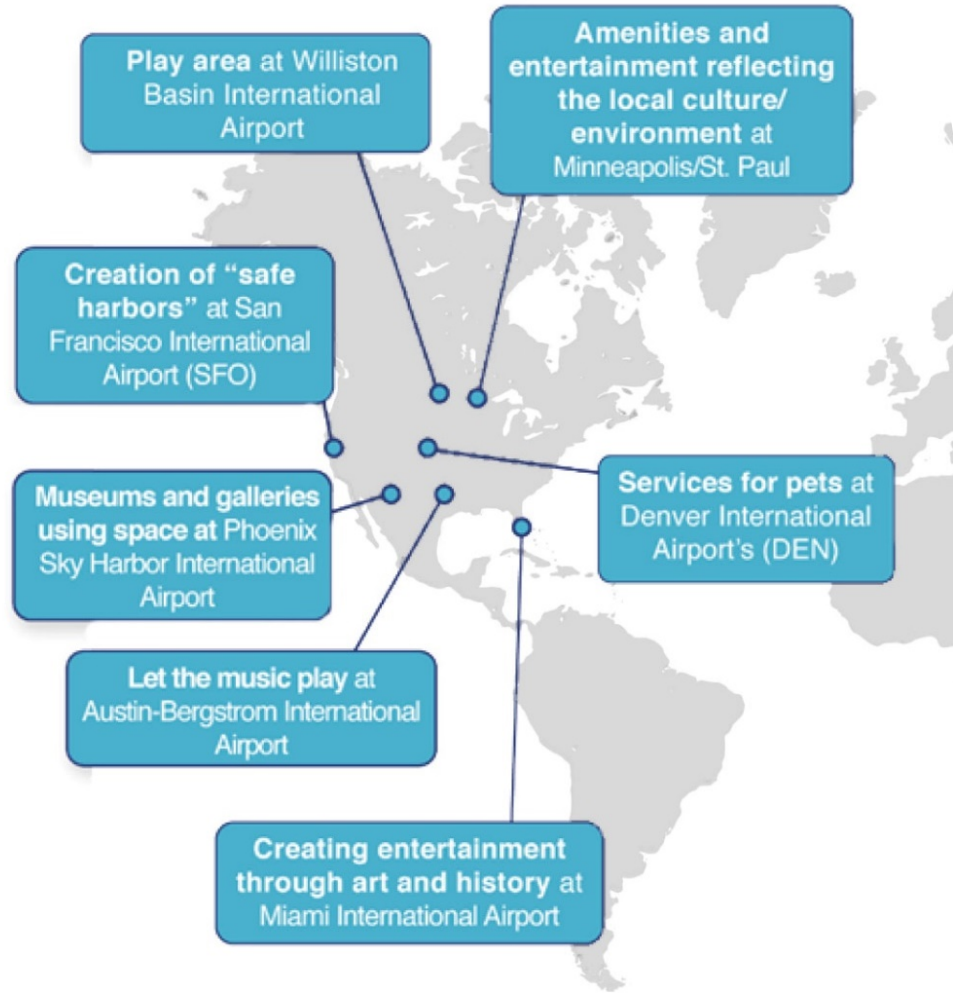 Play area at Williston
Basin International
Airport
Amenities and
entertainment reflecting
the local culture/
environment at
Minneapolis/St. Paul
Creation of “safe
harbors” at San
Francisco International
Airport (SFO)
Museums and galleries
using space at Phoenix
Sky Harbor International
Airport
Services for pets at
Denver International
Airport’s (DEN)
Let the music play at
Austin-Bergstrom International
Airport
Creating entertainment
through art and history at
Miami International Airport